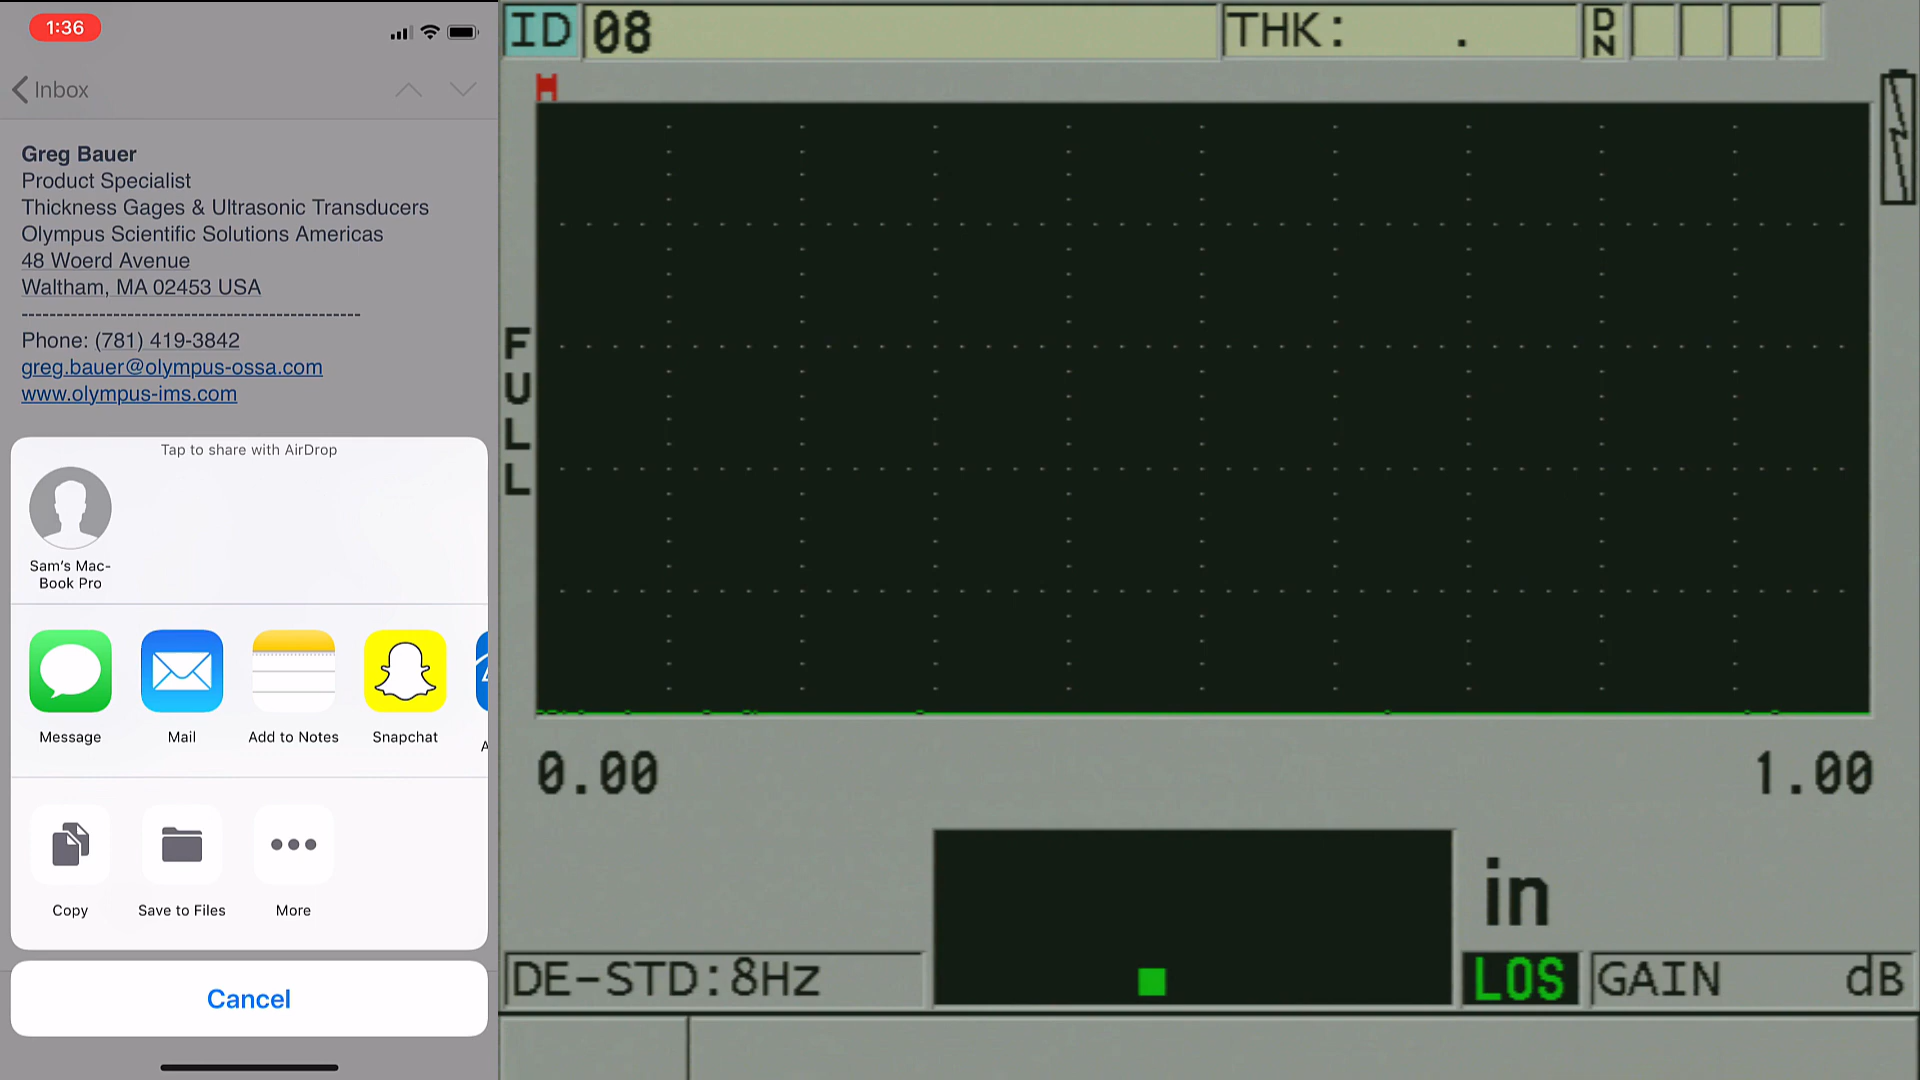 1:36
Inbox
Greg Bauer
Product Specialist
Thickness Gages & Ultrasonic Transducers
Olympus Scientific Solutions Americas
48 Woerd Avenue
Waltham, MA 02453 USA
------------------------------------------------
Phone: (781) 419-3842
greg.bauer@olympus-ossa.com
www.olympus-ims.com
Tap to share with AirDrop
Sam's Mac-
Book Pro
Message
Mail
Add to Notes
Snapchat
Copy
Save to Files
More
Cancel
ID 08
THK: .
DN
FULL
0.00
1.00
in
DE-STD:8Hz
LOS
GAIN dB